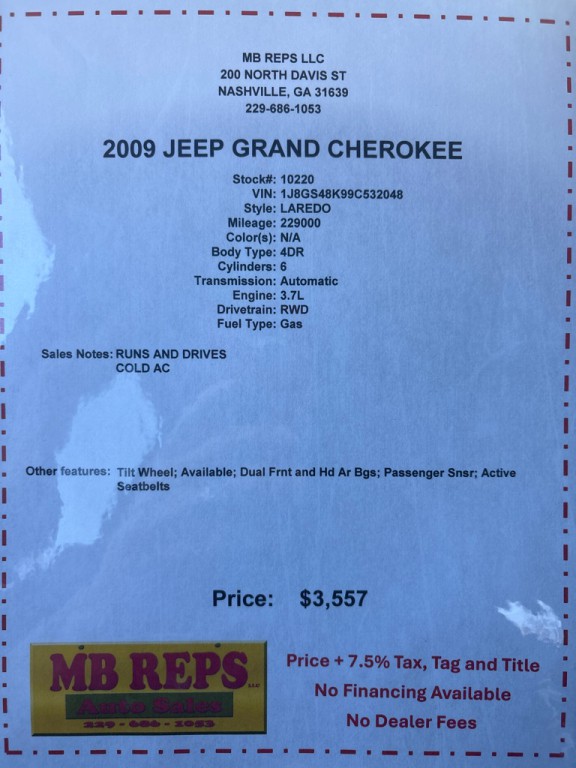 MB REPS LLC
200 NORTH DAVIS ST
NASHVILLE, GA 31639
229-686-1053
2009 JEEP GRAND CHEROKEE
Stock#: 10220
VIN: 1J8GS48K99C532048
Style: LAREDO
Mileage: 229000
Color(s): N/A
Body Type: 4DR
Cylinders: 6
Transmission: Automatic
Engine: 3.7L
Drivetrain: RWD
Fuel Type: Gas
Sales Notes: RUNS AND DRIVES
COLD AC
Other features: Tilt Wheel; Available; Dual Frnt and Hd Ar Bgs; Passenger Snsr; Active
Seatbelts
Price: $3,557
MB REPS LLC
Auto Sales
229 - 686 - 1053
Price + 7.5% Tax, Tag and Title
No Financing Available
No Dealer Fees